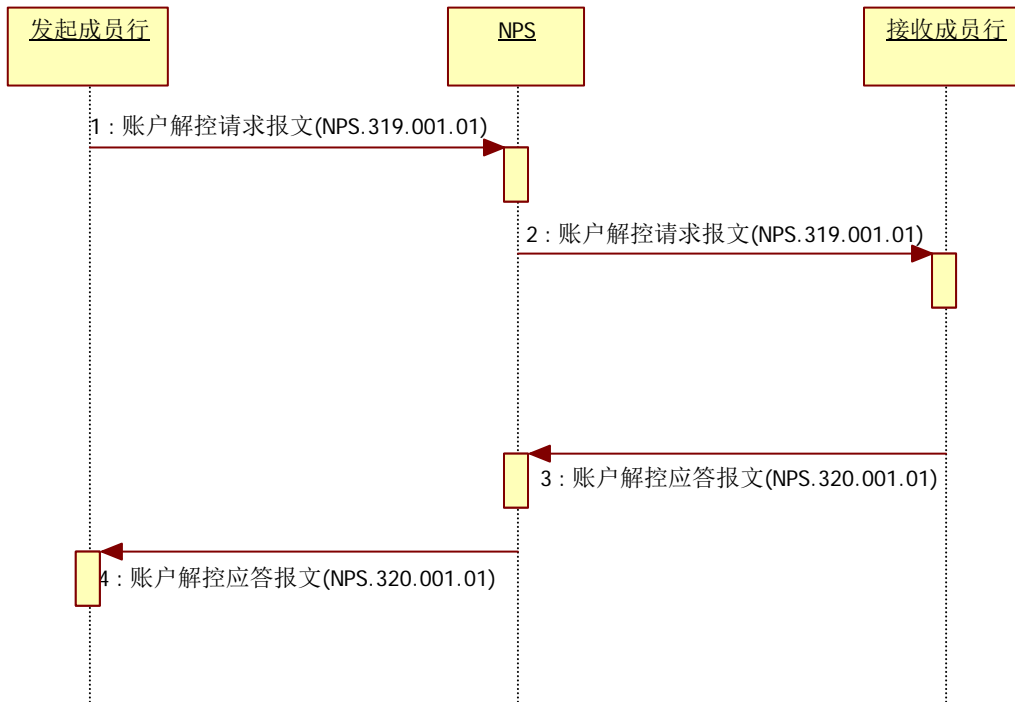 发起成员行
NPS
接收成员行
1 : 账户解控请求报文(NPS.319.001.01)
2 : 账户解控请求报文(NPS.319.001.01)
3 : 账户解控应答报文(NPS.320.001.01)
4 : 账户解控应答报文(NPS.320.001.01)